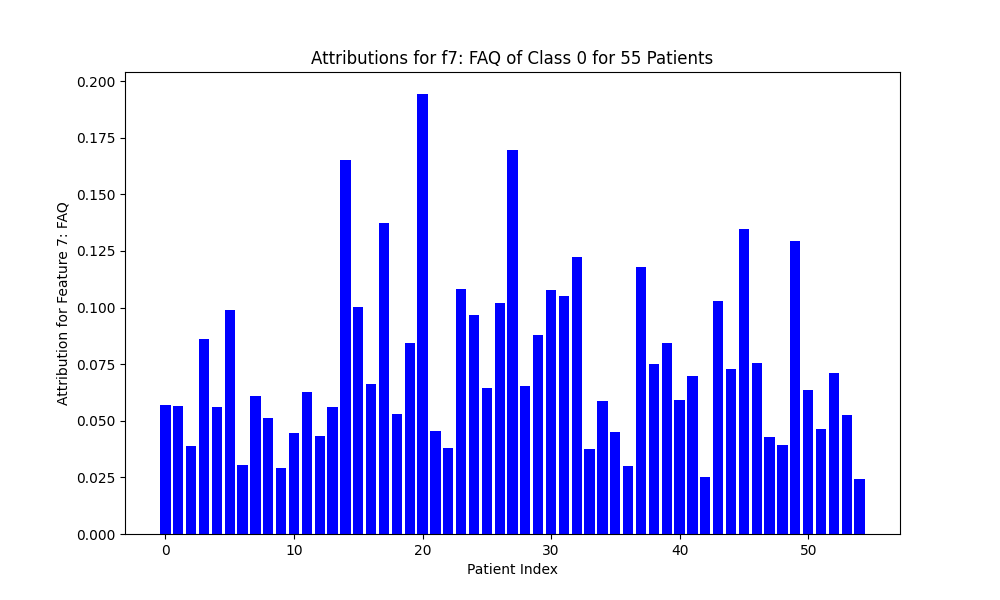 Attributions for f7: FAQ of Class 0 for 55 Patients
Attribution for Feature 7: FAQ
0.200
0.175
0.150
0.125
0.100
0.075
0.050
0.025
0.000
0 10 20 30 40 50
Patient Index